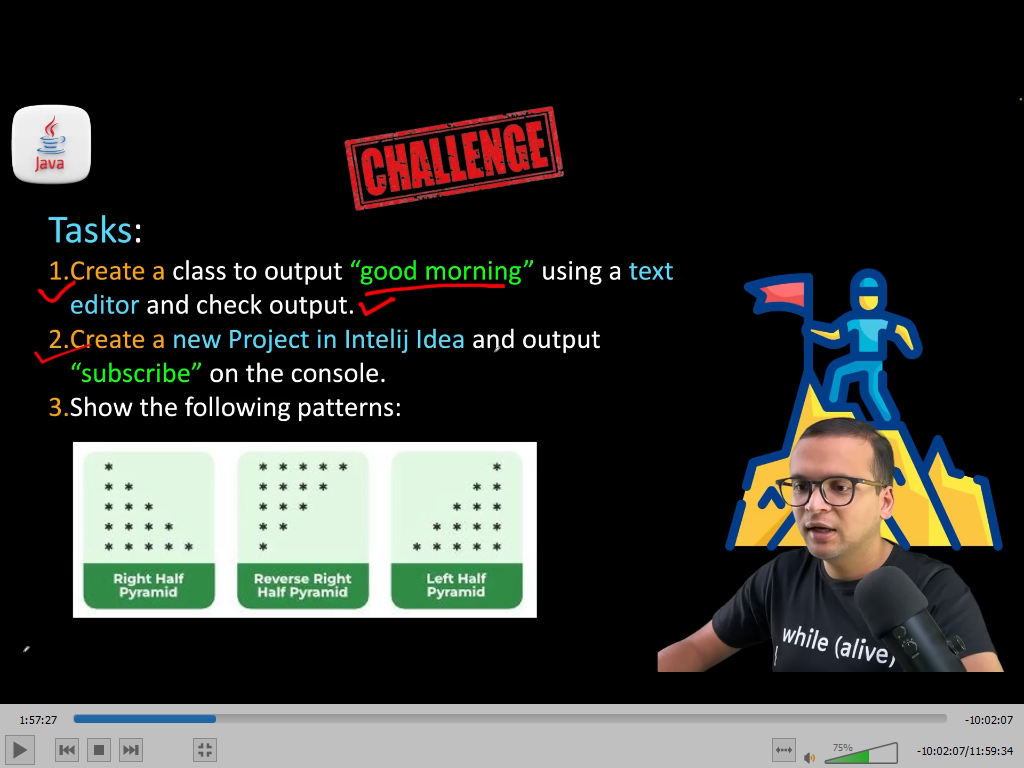 Java
CHALLENGE
Tasks:
1.Create a class to output “good morning” using a text
editor and check output.
2.Create a new Project in Intelij Idea and output
“subscribe” on the console.
3.Show the following patterns:
*
* *
* * *
* * * *
* * * * *
Right Half
Pyramid
* * * * *
* * * *
* * *
* *
*
Reverse Right
Half Pyramid
*
* *
* * *
* * * *
* * * * *
Left Half
Pyramid
while (alive)
1:57:27
-10:02:07
75%
-10:02:07/11:59:34